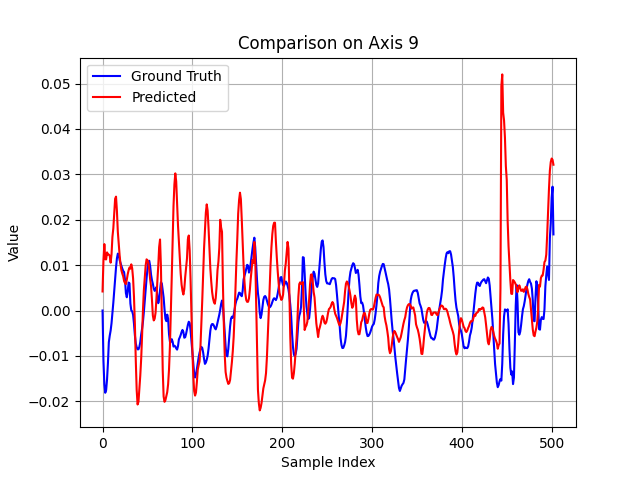 Comparison on Axis 9
Ground Truth
Predicted
0.05
0.04
0.03
0.02
0.01
0.00
−0.01
−0.02
Value
0 100 200 300 400 500
Sample Index